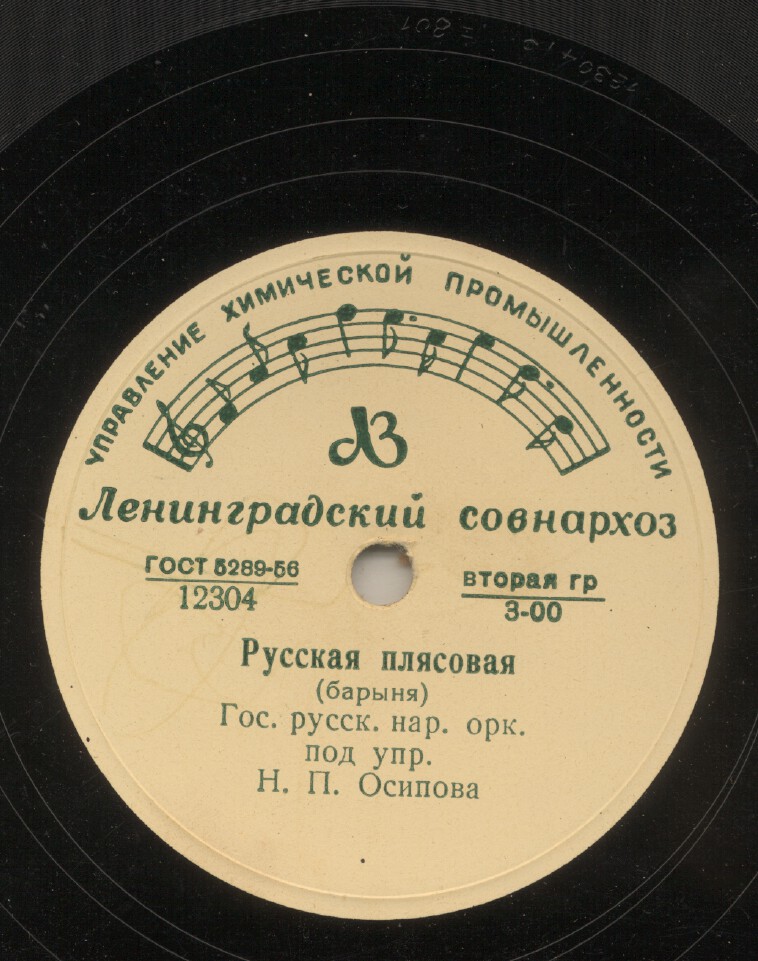 УПРАВЛЕНИЕ ХИМИЧЕСКОЙ ПРОМЫШЛЕННОСТИ
ЛЗ
Ленинградский совнархоз
ГОСТ 5289-56
12304
вторая гр
3-00
Русская плясовая
(барыня)
Гос. русск. нар. орк.
под упр.
Н. П. Осипова